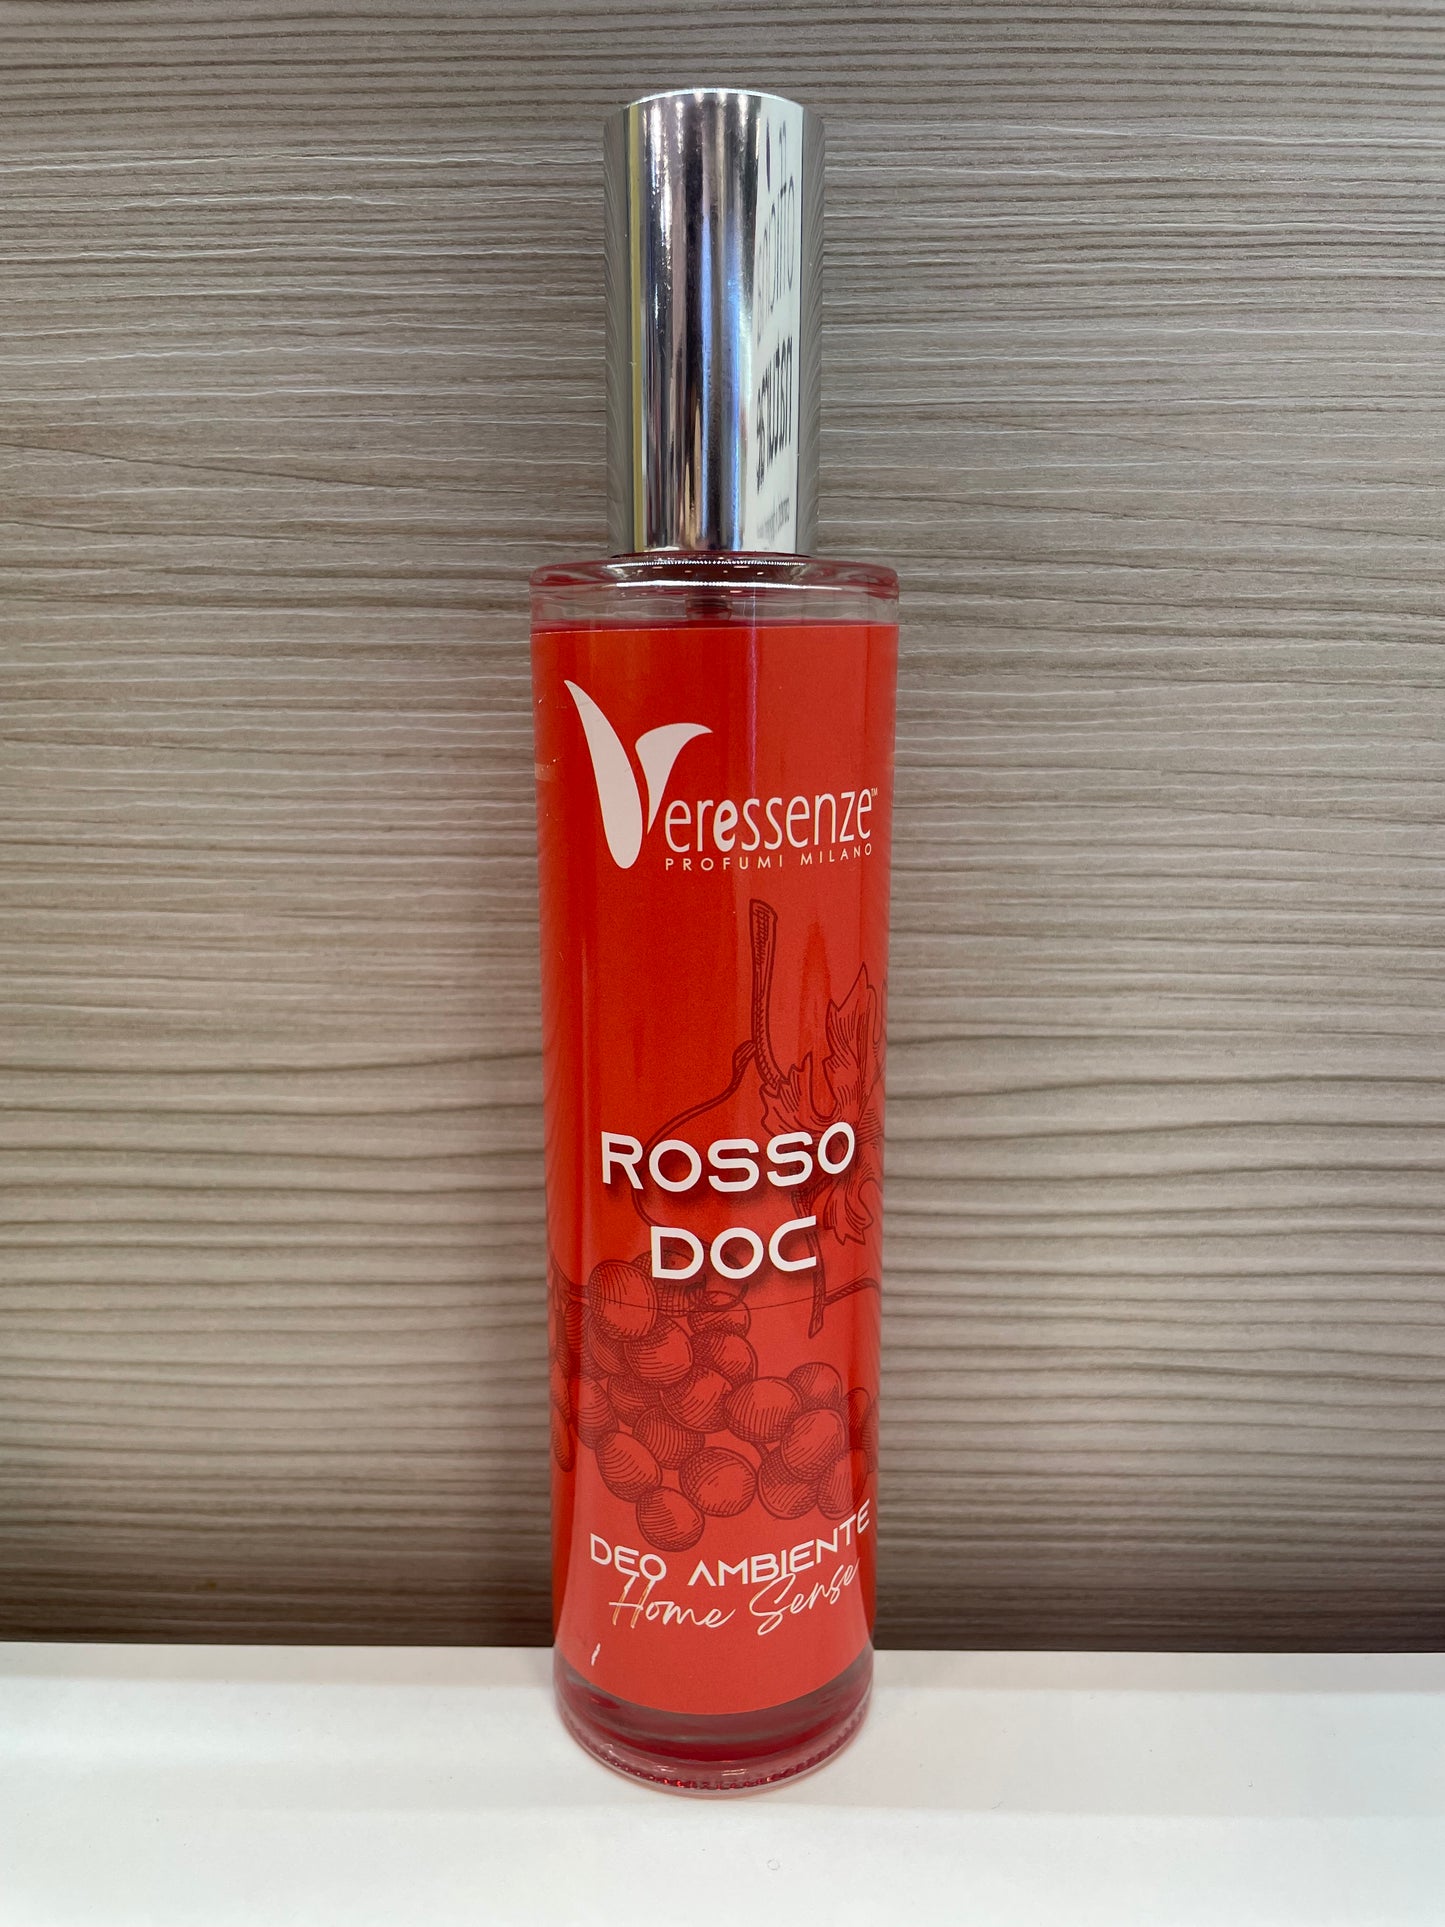 Veressenze™
PROFUMI MILANO
ROSSO
DOC
DEO AMBIENTE
Home Sense